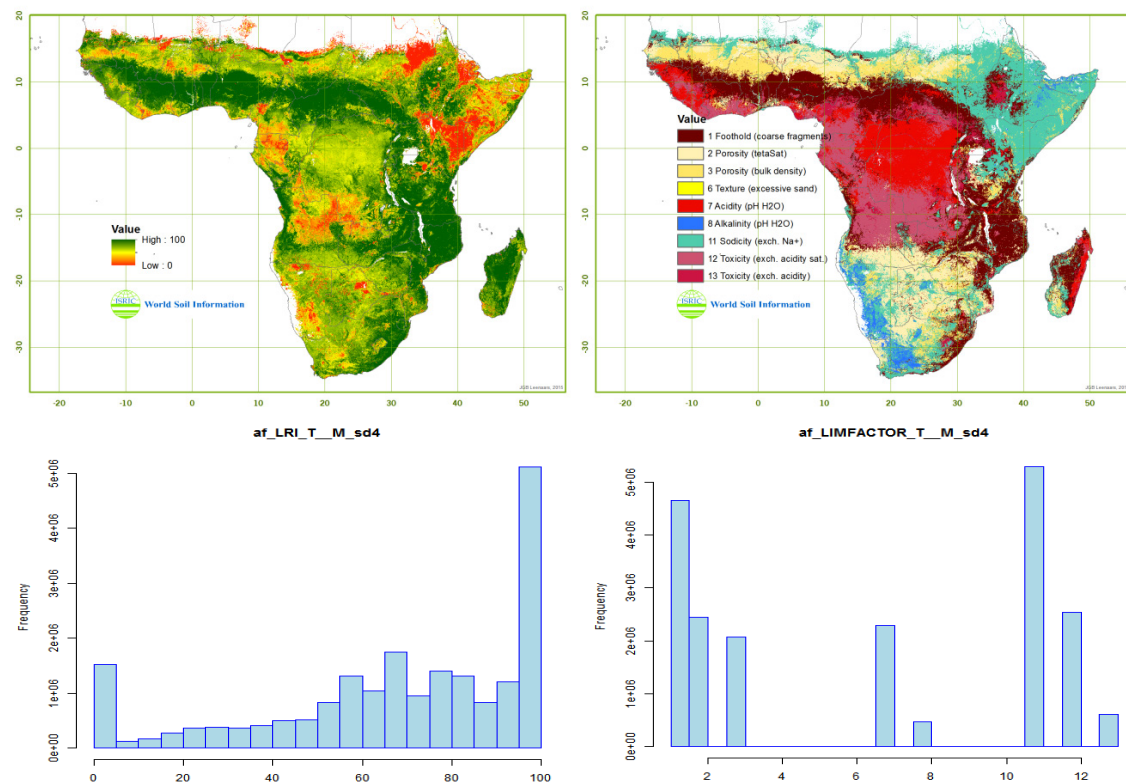 20
10
0
-10
-20
-30
Value
High : 100
Low : 0
ISRIC
World Soil Information
JGB Leenaars, 2018
-20 -10 0 10 20 30 40 50
af_LRI_T__M_sd4
20
10
0
-10
-20
-30
Value
1 Foothold (coarse fragments)
2 Porosity (tetaSat)
3 Porosity (bulk density)
6 Texture (excessive sand)
7 Acidity (pH H2O)
8 Alkalinity (pH H2O)
11 Sodicity (exch. Na+)
12 Toxicity (exch. acidity sat.)
13 Toxicity (exch. acidity)
ISRIC
World Soil Information
-20 -10 0 10 20 30 40 50
af_LIMFACTOR_T__M_sd4
Frequency
5e+06
4e+06
3e+06
2e+06
1e+06
0e+00
0 20 40 60 80 100
Frequency
5e+06
4e+06
3e+06
2e+06
1e+06
0e+00
2 4 6 8 10 12